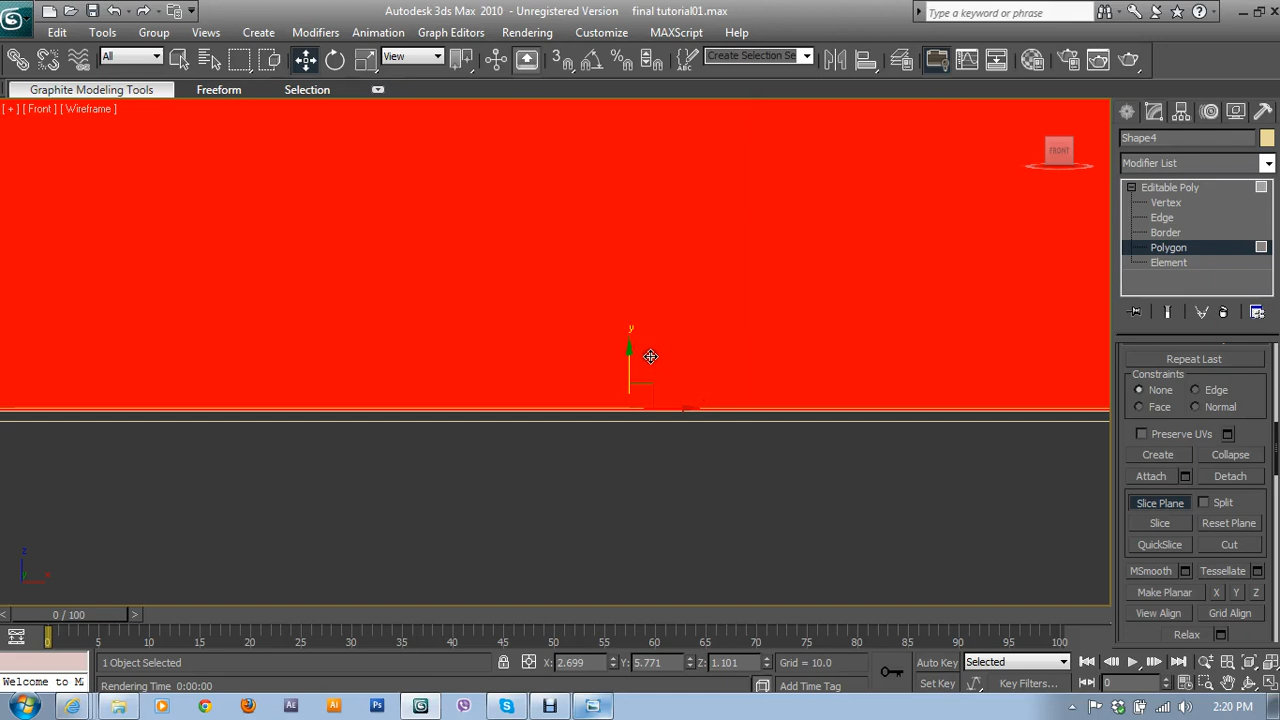 Autodesk 3ds Max 2010 - Unregistered Version final tutorial01.max
Type a keyword or phrase
Edit Tools Group Views Create Modifiers Animation Graph Editors Rendering Customize MAXScript Help
All View Create Selection Se
Graphite Modeling Tools Freeform Selection
[ + ] [ Front ] [ Wireframe ]
FRONT
Shape4
Modifier List
Editable Poly
Vertex
Edge
Border
Polygon
Element
y
Repeat Last
Constraints
None Edge
Face Normal
Preserve UVs
Create Collapse
Attach Detach
Slice Plane Split
Slice Reset Plane
QuickSlice Cut
MSmooth Tessellate
Make Planar X Y Z
View Align Grid Align
Relax
z
y x
< 0 / 100 >
0 5 10 15 20 25 30 35 40 45 50 55 60 65 70 75 80 85 90 95 100
1 Object Selected X: 2.699 Y: 5.771 Z: 1.101 Grid = 10.0 Auto Key Selected
Welcome to M Rendering Time 0:00:00 Add Time Tag Set Key Key Filters... 0
2:20 PM